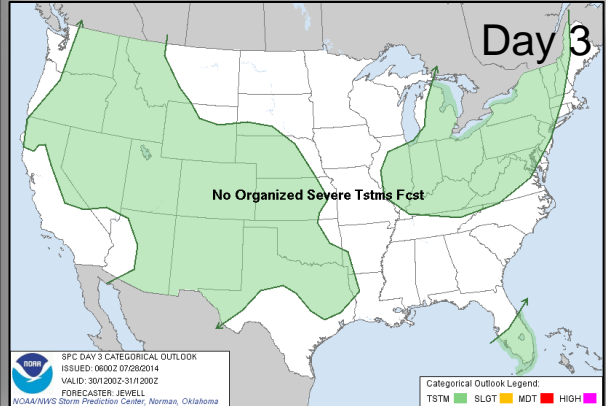 Day 3
No Organized Severe Tstms Fcst
NOAA
SPC DAY 3 CATEGORICAL OUTLOOK
ISSUED: 0600Z 07/28/2014
VALID: 30/1200Z-31/1200Z
FORECASTER: JEWELL
NOAA/NWS Storm Prediction Center, Norman, Oklahoma
Categorical Outlook Legend:
TSTM SLGT MDT HIGH